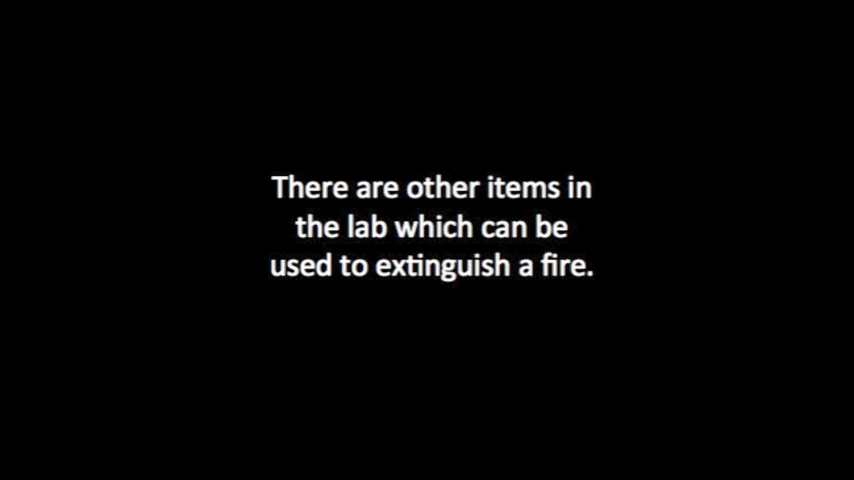 There are other items in
the lab which can be
used to extinguish a fire.